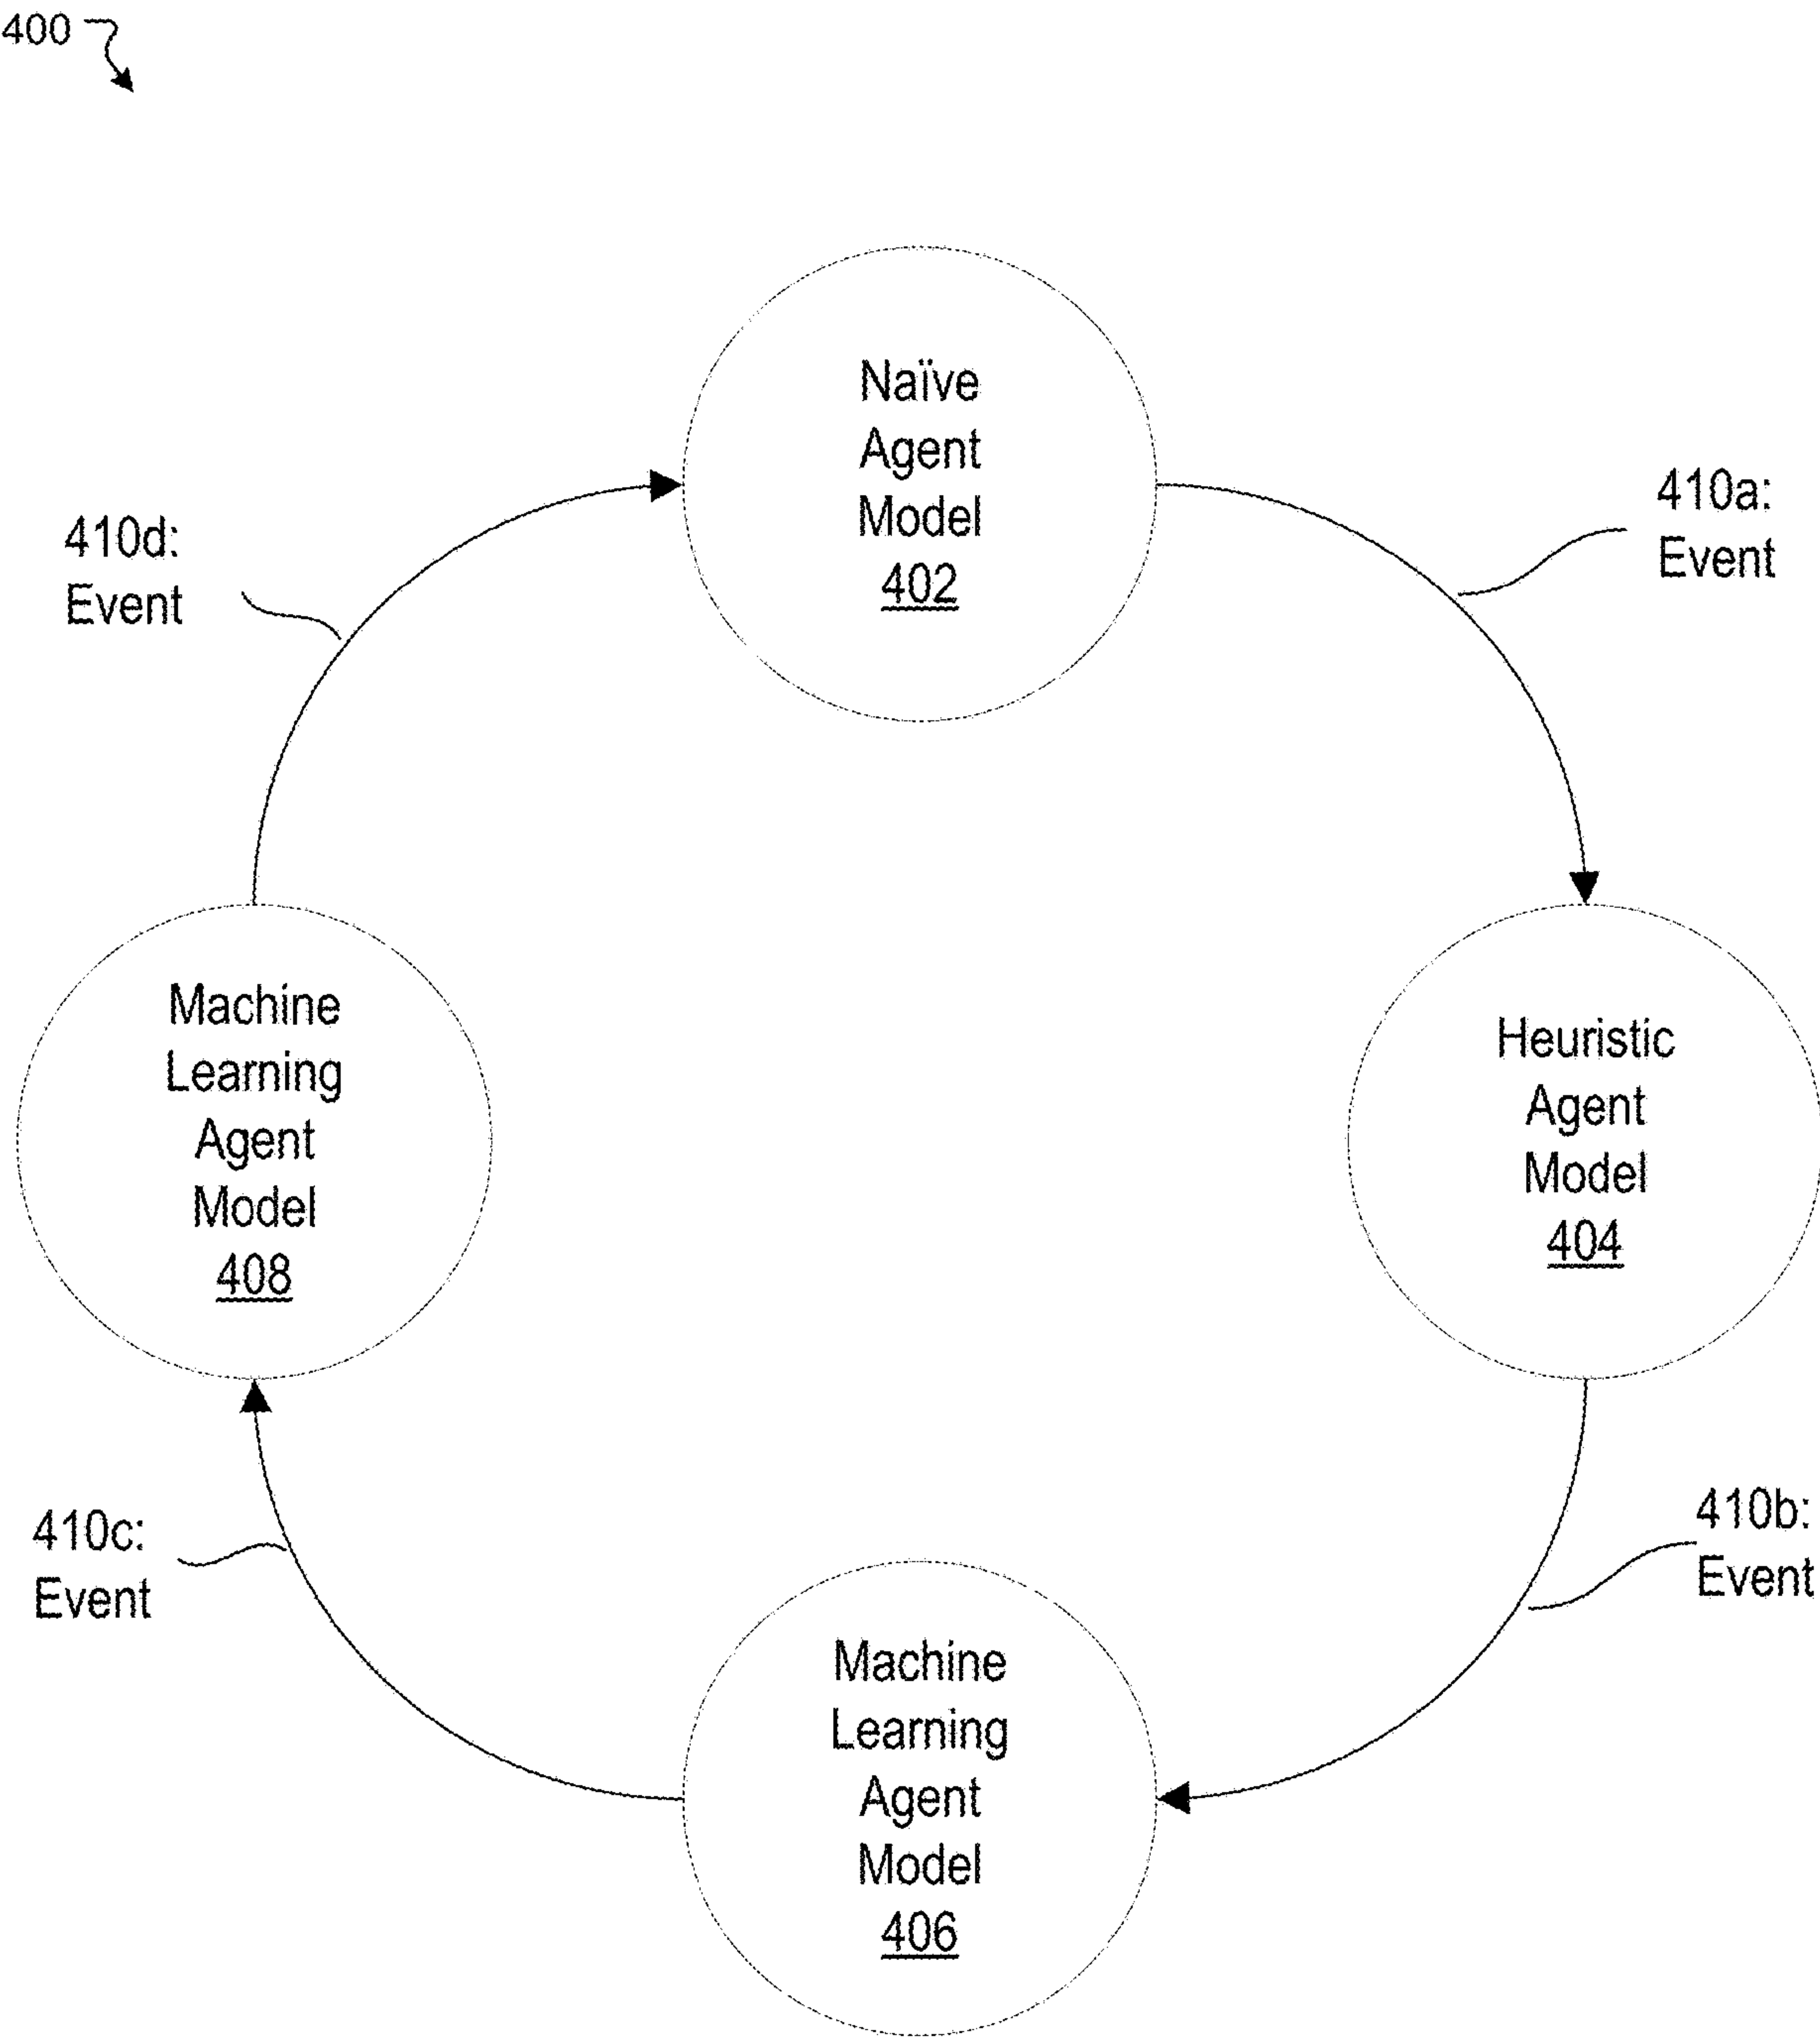 400
Naïve
Agent
Model
402
410a:
Event
410d:
Event
Machine
Learning
Agent
Model
408
Heuristic
Agent
Model
404
410c:
Event
410b:
Event
Machine
Learning
Agent
Model
406